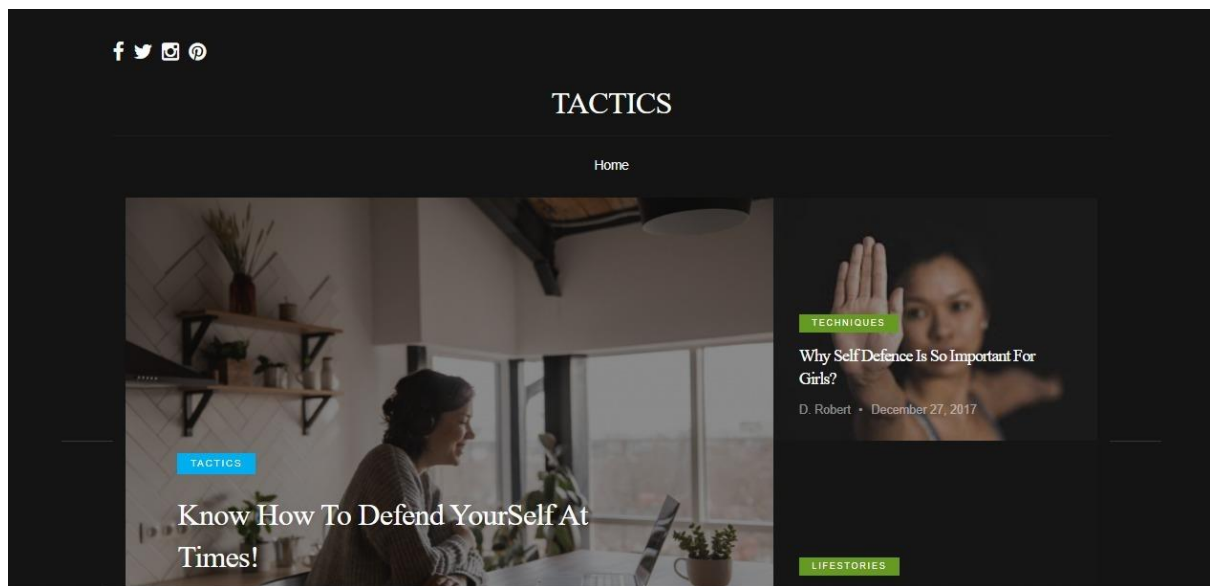 TACTICS
Home
TACTICS
Know How To Defend YourSelf At
Times!
TECHNIQUES
Why Self Defence Is So Important For
Girls?
D. Robert • December 27, 2017
LIFESTORIES